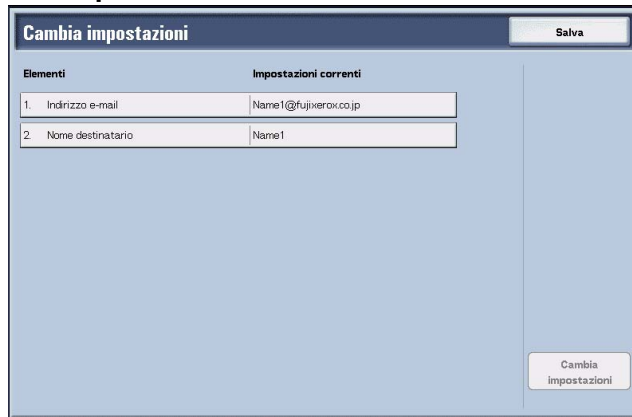 Cambia impostazioni
Salva
Elementi Impostazioni correnti
1. Indirizzo e-mail Name1@fujixerox.co.jp
2. Nome destinatario Name1
Cambia
impostazioni